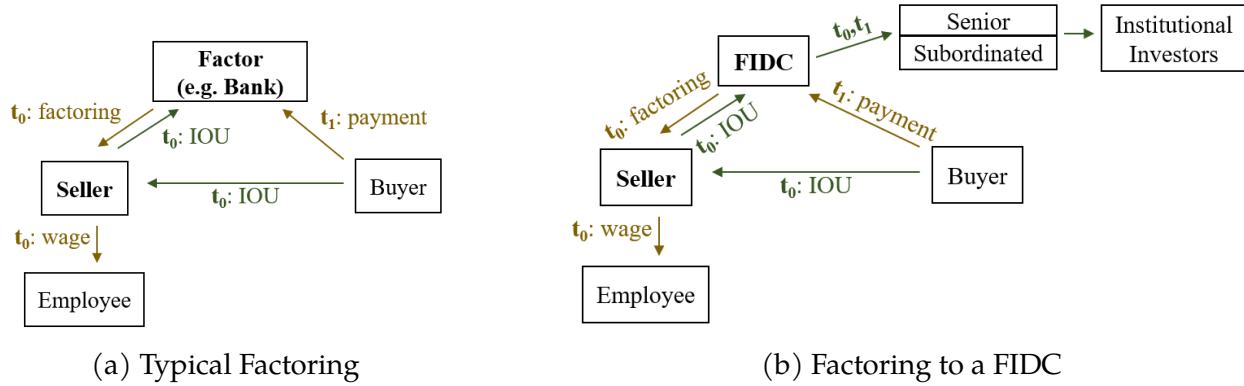 Factor
(e.g. Bank)
t0: factoring
t0: IOU
t1: payment
Seller
Buyer
t0: IOU
t0: wage
Employee
(a) Typical Factoring
t0,t1
Senior
Subordinated
Institutional
Investors
FIDC
t0: factoring
t0: IOU
t1: payment
Seller
Buyer
t0: IOU
t0: wage
Employee
(b) Factoring to a FIDC